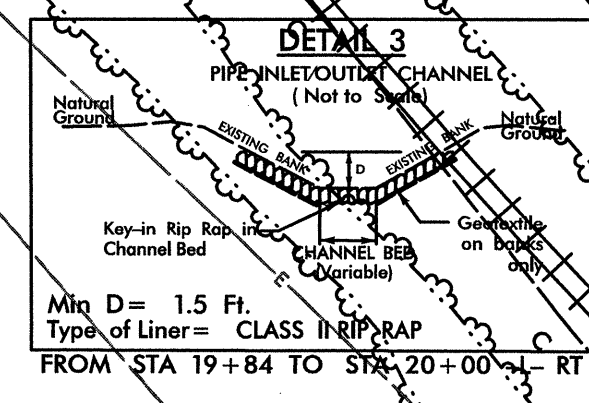 DETAIL 3
PIPE INLET/OUTLET CHANNEL
( Not to Scale)
Natural
Ground
EXISTING BANK
EXISTING BANK
Natural
Ground
D
Key-in Rip Rap in
Channel Bed
CHANNEL BED
(Variable)
Geotextile
on banks
only
E
Min D= 1.5 Ft.
Type of Liner= CLASS II RIP RAP
C
FROM STA 19+84 TO STA 20+00 -L- RT